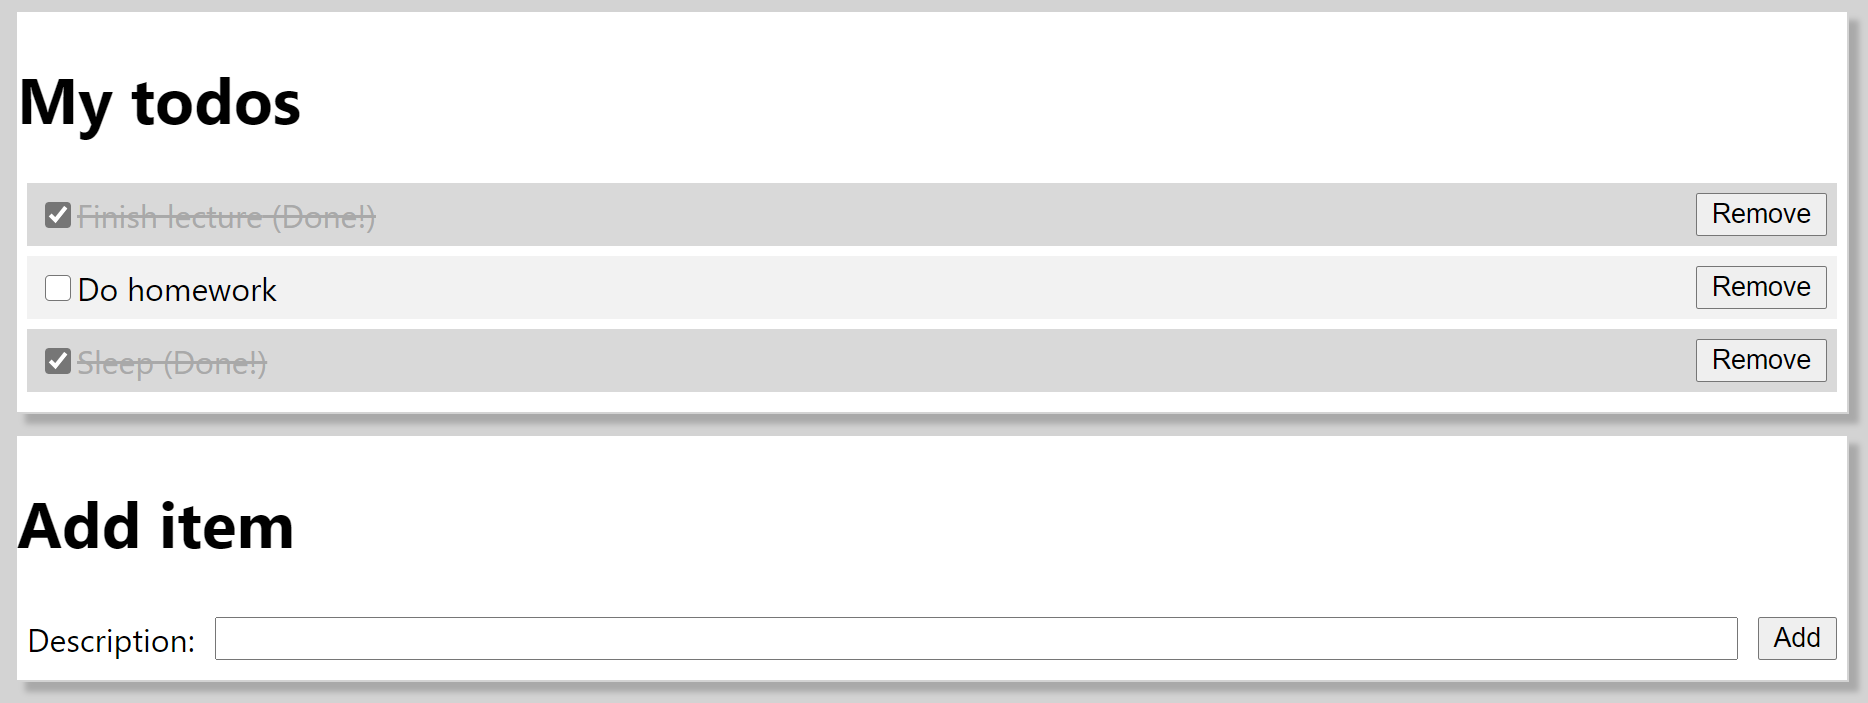 My todos
Finish lecture (Done!) Remove
Do homework Remove
Sleep (Done!) Remove
Add item
Description: Add